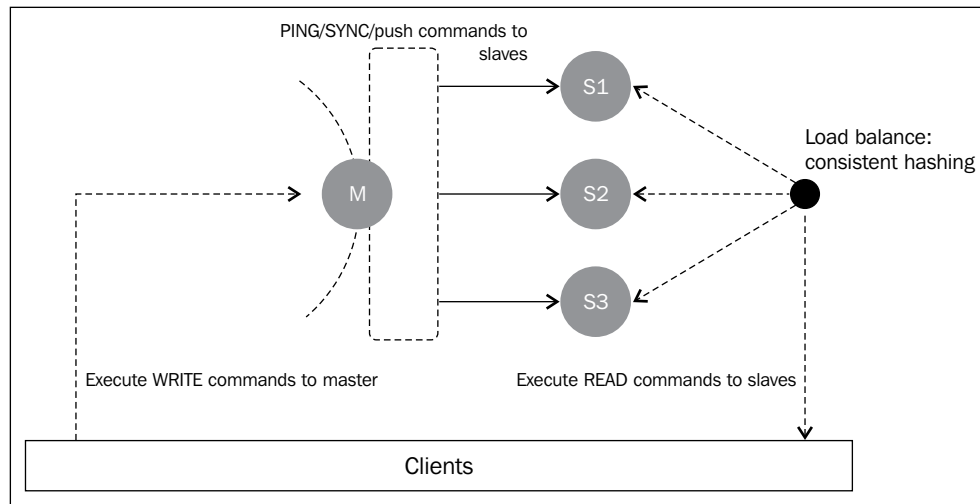 PING/SYNC/push commands to
slaves
S1
Load balance:
consistent hashing
M
S2
S3
Execute WRITE commands to master
Execute READ commands to slaves
Clients